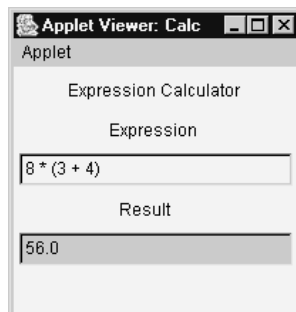 Applet Viewer: Calc
Applet
Expression Calculator
Expression
8 * (3 + 4)
Result
56.0